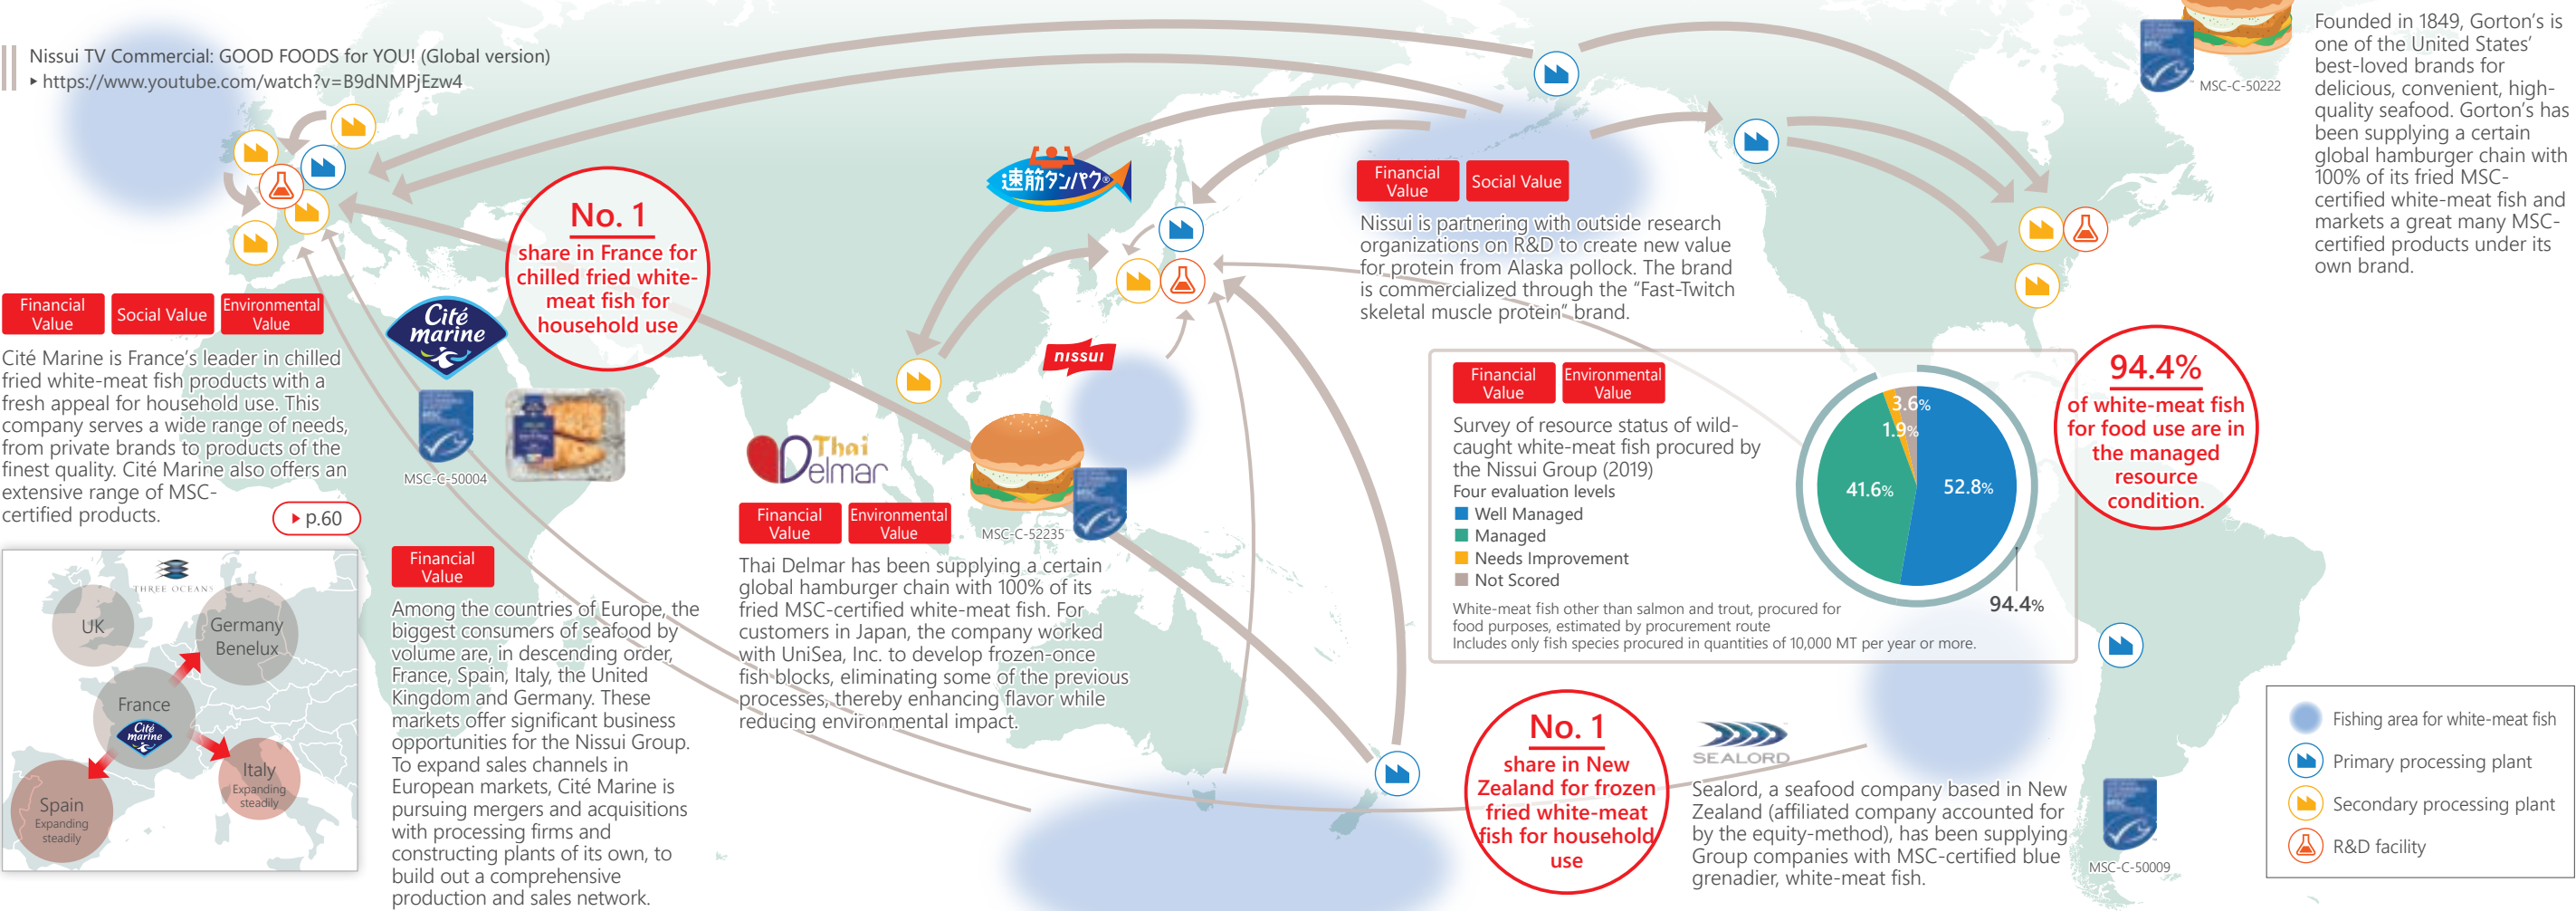 Nissui TV Commercial: GOOD FOODS for YOU! (Global version)
▸ https://www.youtube.com/watch?v=B9dNMPjEzw4
No. 1
share in France for
chilled fried white-
meat fish for
household use
Financial
Value
Social Value
Environmental
Value
Cité Marine is France's leader in chilled
fried white-meat fish products with a
fresh appeal for household use. This
company serves a wide range of needs,
from private brands to products of the
finest quality. Cité Marine also offers an
extensive range of MSC-
certified products.
▸ p.60
Cité
marine
MSC-C-50004
THREE OCEANS
UK
Germany
Benelux
France
Cité
marine
Italy
Expanding
steadily
Spain
Expanding
steadily
Financial
Value
Among the countries of Europe, the
biggest consumers of seafood by
volume are, in descending order,
France, Spain, Italy, the United
Kingdom and Germany. These
markets offer significant business
opportunities for the Nissui Group.
To expand sales channels in
European markets, Cité Marine is
pursuing mergers and acquisitions
with processing firms and
constructing plants of its own, to
build out a comprehensive
production and sales network.
速筋タンパク®
nissui
Thai
Delmar
MSC-C-52235
Financial
Value
Environmental
Value
Thai Delmar has been supplying a certain
global hamburger chain with 100% of its
fried MSC-certified white-meat fish. For
customers in Japan, the company worked
with UniSea, Inc. to develop frozen-once
fish blocks, eliminating some of the previous
processes, thereby enhancing flavor while
reducing environmental impact.
Financial
Value
Social Value
Nissui is partnering with outside research
organizations on R&D to create new value
for protein from Alaska pollock. The brand
is commercialized through the “Fast-Twitch
skeletal muscle protein” brand.
Financial
Value
Environmental
Value
Survey of resource status of wild-
caught white-meat fish procured by
the Nissui Group (2019)
Four evaluation levels
Well Managed
Managed
Needs Improvement
Not Scored
3.6%
1.9%
41.6%
52.8%
94.4%
White-meat fish other than salmon and trout, procured for
food purposes, estimated by procurement route
Includes only fish species procured in quantities of 10,000 MT per year or more.
94.4%
of white-meat fish
for food use are in
the managed
resource
condition.
No. 1
share in New
Zealand for frozen
fried white-meat
fish for household
use
SEALORD
Sealord, a seafood company based in New
Zealand (affiliated company accounted for
by the equity-method), has been supplying
Group companies with MSC-certified blue
grenadier, white-meat fish.
MSC-C-50009
MSC-C-50222
Founded in 1849, Gorton's is
one of the United States'
best-loved brands for
delicious, convenient, high-
quality seafood. Gorton's has
been supplying a certain
global hamburger chain with
100% of its fried MSC-
certified white-meat fish and
markets a great many MSC-
certified products under its
own brand.
Fishing area for white-meat fish
Primary processing plant
Secondary processing plant
R&D facility